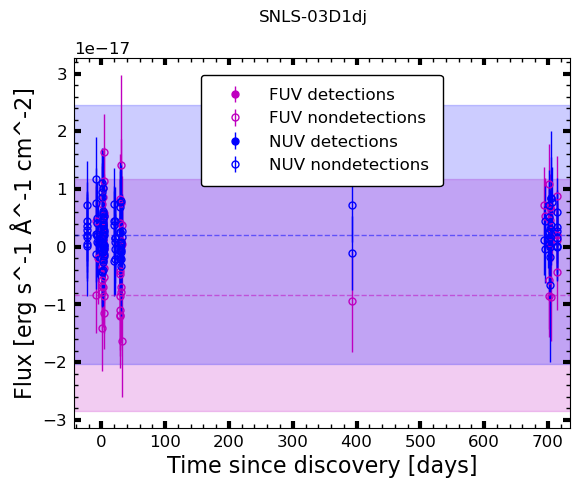 SNLS-03D1dj
1e−17
FUV detections
FUV nondetections
NUV detections
NUV nondetections
3
2
1
0
−1
−2
−3
Flux [erg s^-1 Å^-1 cm^-2]
0 100 200 300 400 500 600 700
Time since discovery [days]